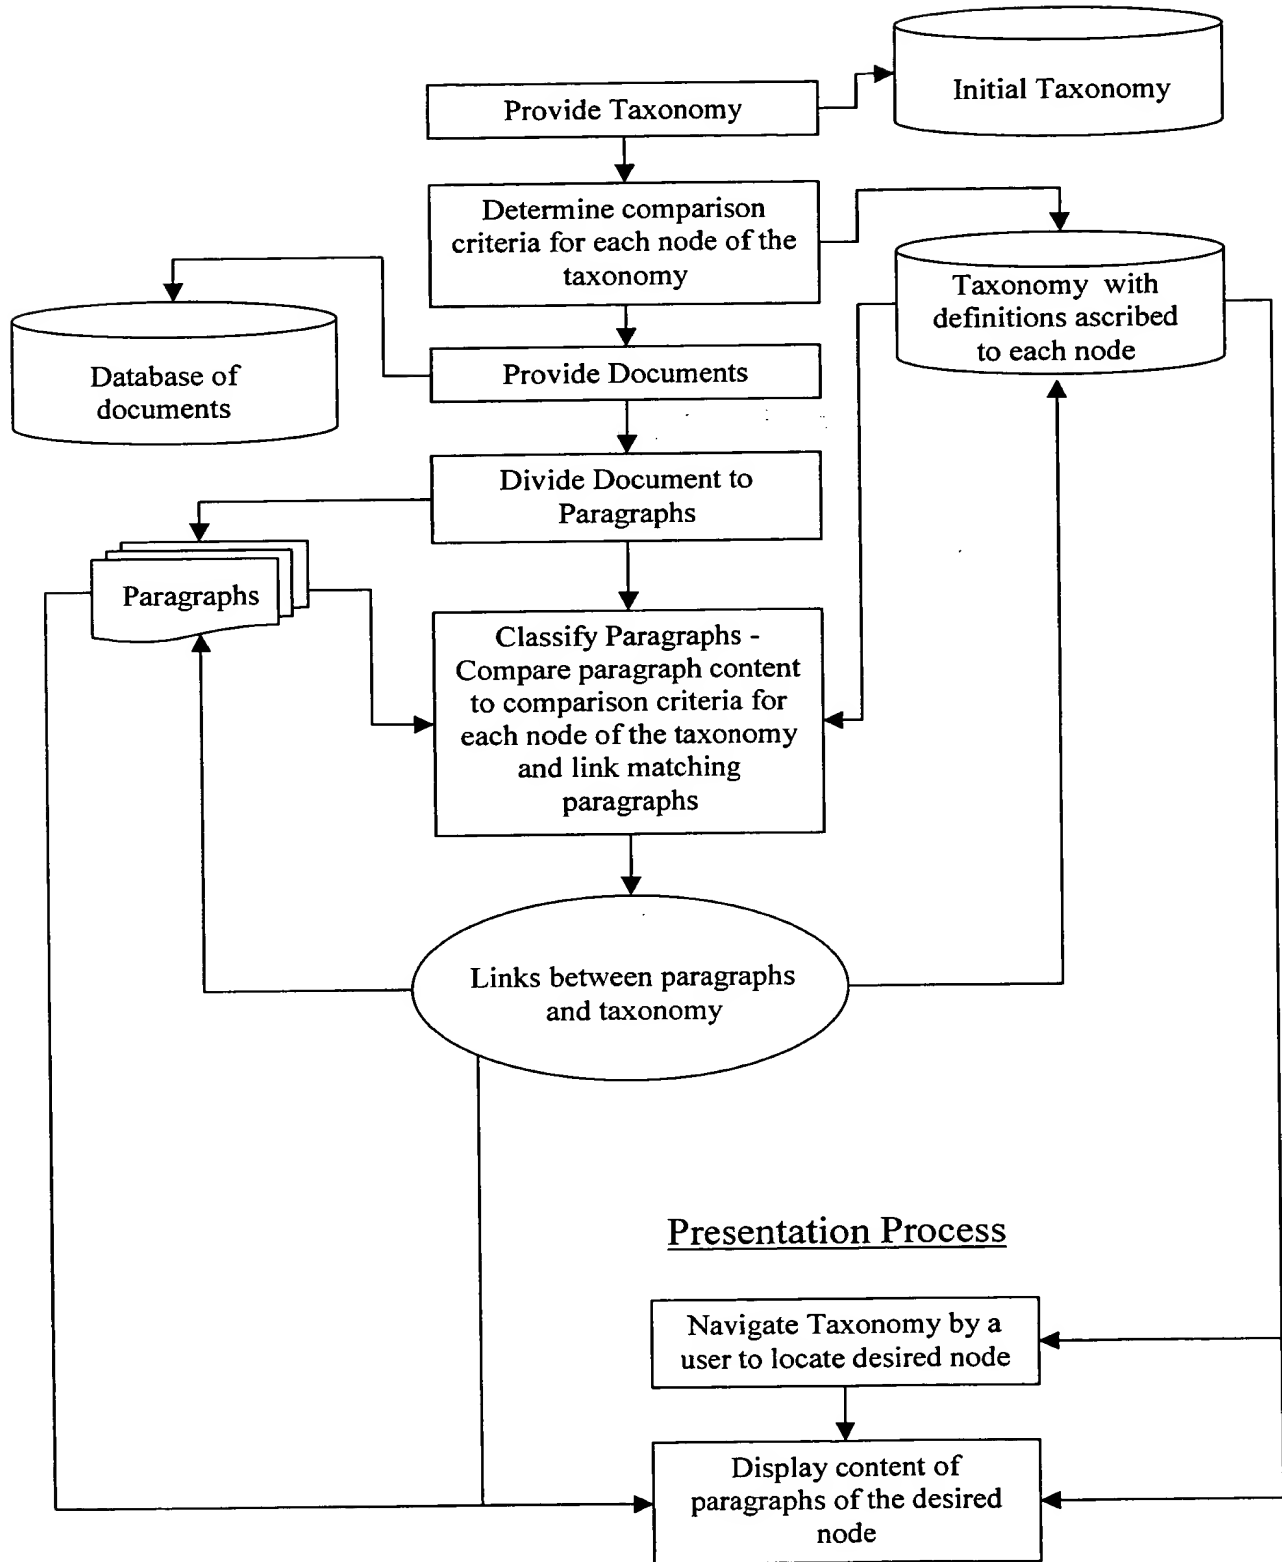 Initial Taxonomy
Provide Taxonomy
Determine comparison
criteria for each node of the
taxonomy
Taxonomy with
definitions ascribed
to each node
Provide Documents
Database of
documents
Divide Document to
Paragraphs
Paragraphs
Classify Paragraphs -
Compare paragraph content
to comparison criteria for
each node of the taxonomy
and link matching
paragraphs
Links between paragraphs
and taxonomy
Presentation Process
Navigate Taxonomy by a
user to locate desired node
Display content of
paragraphs of the desired
node